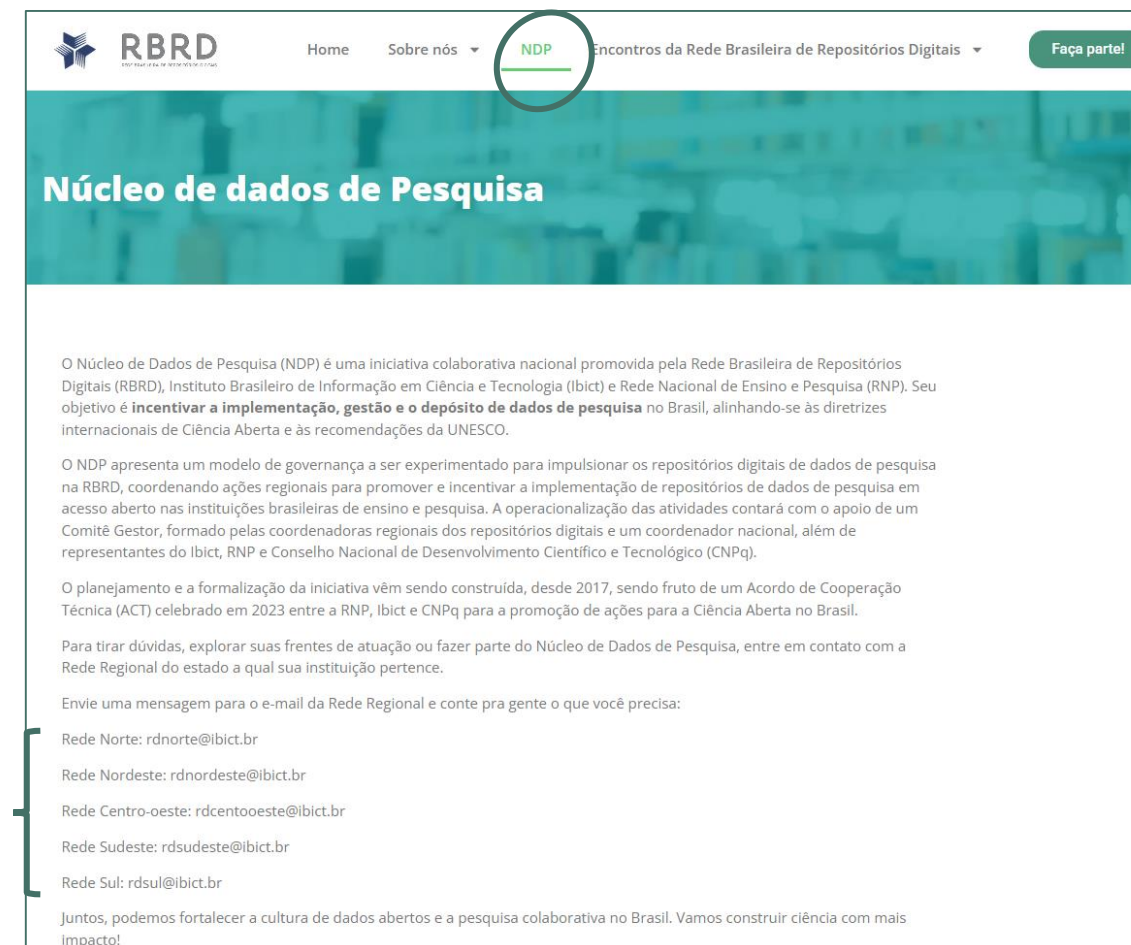 RBRD
REDE BRASILEIRA DE REPOSITÓRIOS DIGITAIS
Home Sobre nós NDP Encontros da Rede Brasileira de Repositórios Digitais Faça parte!
Núcleo de dados de Pesquisa
O Núcleo de Dados de Pesquisa (NDP) é uma iniciativa colaborativa nacional promovida pela Rede Brasileira de Repositórios
Digitais (RBRD), Instituto Brasileiro de Informação em Ciência e Tecnologia (Ibict) e Rede Nacional de Ensino e Pesquisa (RNP). Seu
objetivo é incentivar a implementação, gestão e o depósito de dados de pesquisa no Brasil, alinhando-se às diretrizes
internacionais de Ciência Aberta e às recomendações da UNESCO.
O NDP apresenta um modelo de governança a ser experimentado para impulsionar os repositórios digitais de dados de pesquisa
na RBRD, coordenando ações regionais para promover e incentivar a implementação de repositórios de dados de pesquisa em
acesso aberto nas instituições brasileiras de ensino e pesquisa. A operacionalização das atividades contará com o apoio de um
Comitê Gestor, formado pelas coordenadoras regionais dos repositórios digitais e um coordenador nacional, além de
representantes do Ibict, RNP e Conselho Nacional de Desenvolvimento Científico e Tecnológico (CNPq).
O planejamento e a formalização da iniciativa vêm sendo construída, desde 2017, sendo fruto de um Acordo de Cooperação
Técnica (ACT) celebrado em 2023 entre a RNP, Ibict e CNPq para a promoção de ações para a Ciência Aberta no Brasil.
Para tirar dúvidas, explorar suas frentes de atuação ou fazer parte do Núcleo de Dados de Pesquisa, entre em contato com a
Rede Regional do estado a qual sua instituição pertence.
Envie uma mensagem para o e-mail da Rede Regional e conte pra gente o que você precisa:
Rede Norte: rdnorte@ibict.br
Rede Nordeste: rdnordeste@ibict.br
Rede Centro-oeste: rdcentooeste@ibict.br
Rede Sudeste: rdsudeste@ibict.br
Rede Sul: rdsul@ibict.br
Juntos, podemos fortalecer a cultura de dados abertos e a pesquisa colaborativa no Brasil. Vamos construir ciência com mais
impacto!